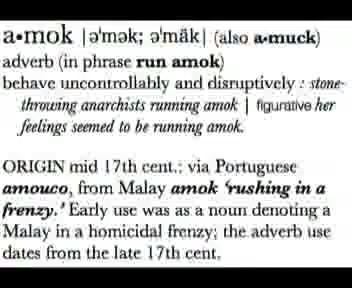 a•mok |ə'mək; ə'mäk| (also a•muck)
adverb (in phrase run amok)
behave uncontrollably and disruptively : stone-
throwing anarchists running amok | figurative her
feelings seemed to be running amok.
ORIGIN mid 17th cent.: via Portuguese
amouco, from Malay amok ‘rushing in a
frenzy.’ Early use was as a noun denoting a
Malay in a homicidal frenzy; the adverb use
dates from the late 17th cent.